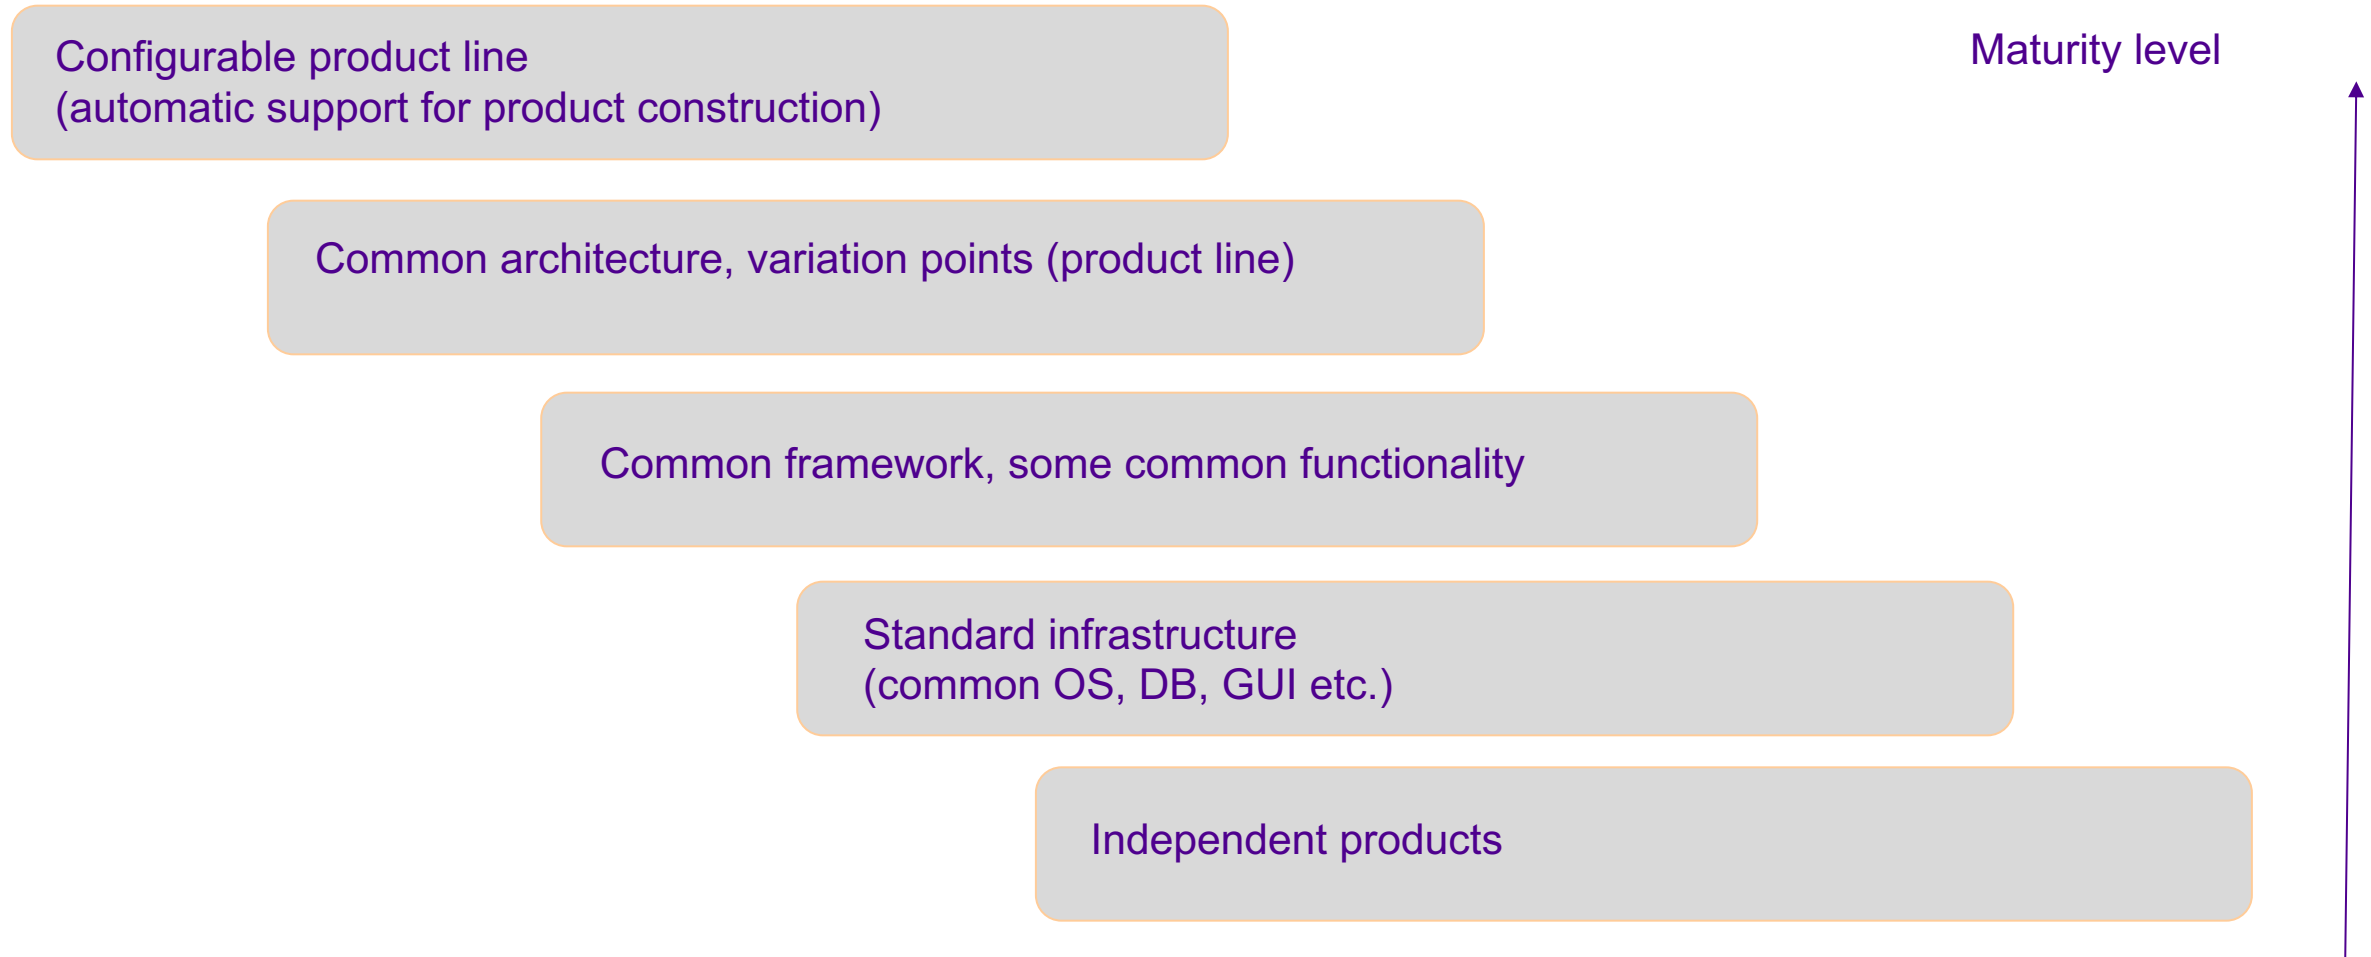 Configurable product line
(automatic support for product construction)
Maturity level
Common architecture, variation points (product line)
Common framework, some common functionality
Standard infrastructure
(common OS, DB, GUI etc.)
Independent products